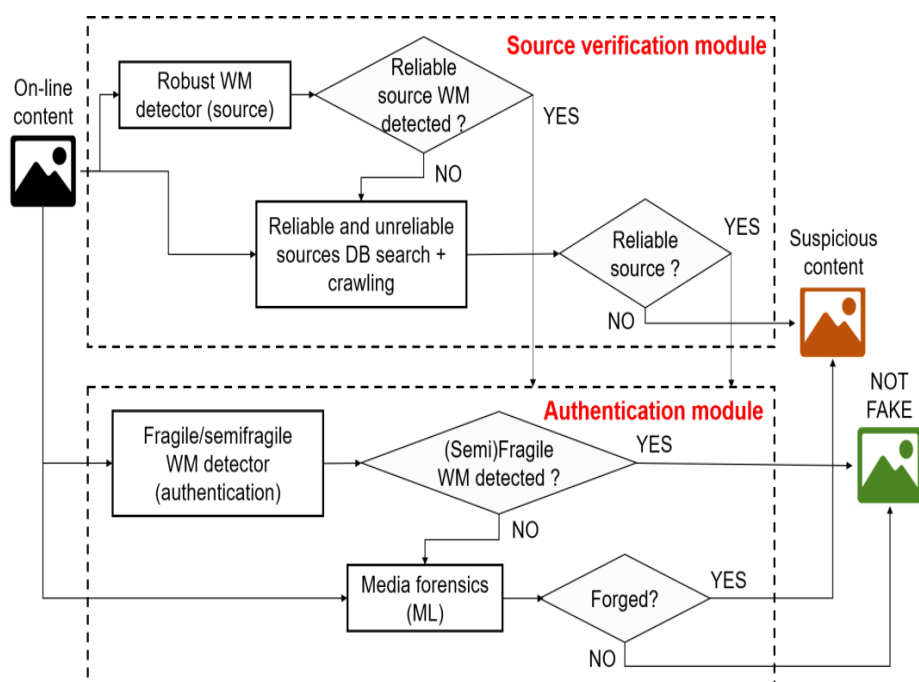 Source verification module
On-line
content
Robust WM
detector (source)
Reliable
source WM
detected ?
YES
NO
Reliable and unreliable
sources DB search +
crawling
Reliable
source ?
YES
NO
Suspicious
content
Authentication module
NOT
FAKE
Fragile/semifragile
WM detector
(authentication)
(Semi)Fragile
WM detected ?
YES
NO
Media forensics
(ML)
Forged?
YES
NO